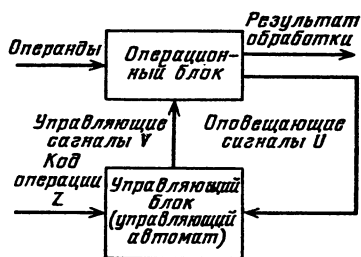 Результат
обработки
Операнды
Операцион-
ный блок
Управляющие
сигналы V
Оповещающие
сигналы U
Код
операции
Z
Управляющий
блок
(управляющий
автомат)